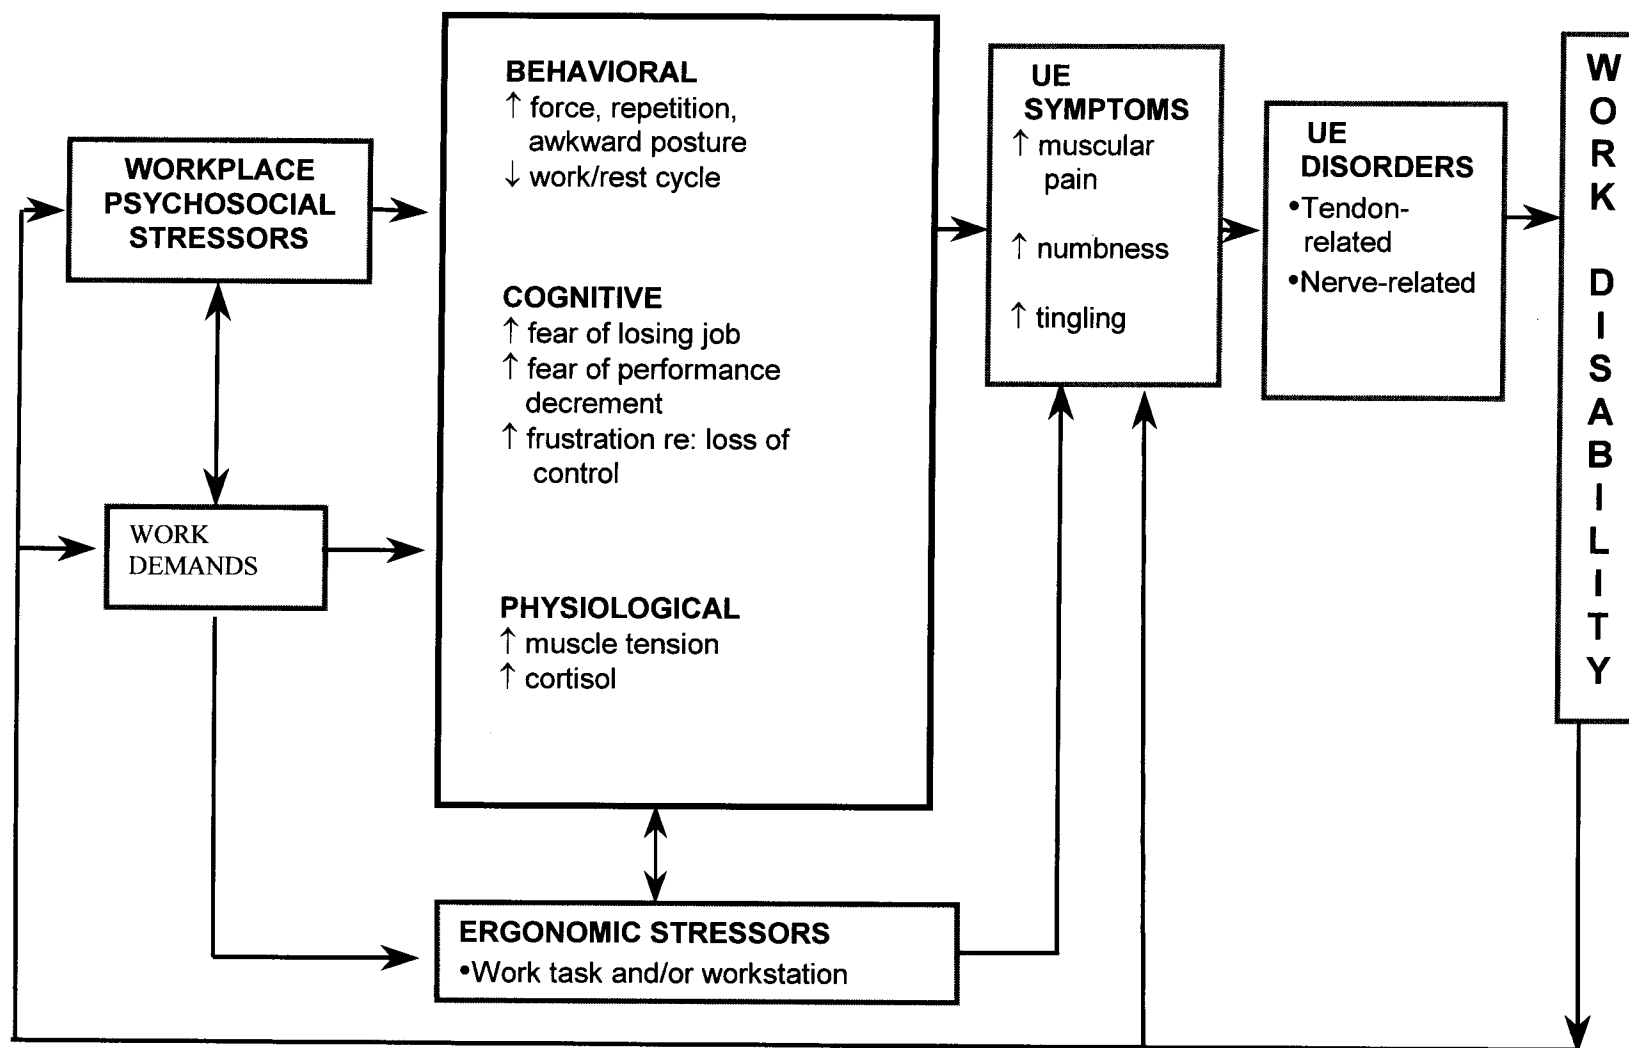 WORKPLACE
PSYCHOSOCIAL
STRESSORS
WORK
DEMANDS
BEHAVIORAL
↑ force, repetition,
awkward posture
↓ work/rest cycle
COGNITIVE
↑ fear of losing job
↑ fear of performance
decrement
↑ frustration re: loss of
control
PHYSIOLOGICAL
↑ muscle tension
↑ cortisol
ERGONOMIC STRESSORS
•Work task and/or workstation
UE
SYMPTOMS
↑ muscular
pain
↑ numbness
↑ tingling
UE
DISORDERS
•Tendon-
related
•Nerve-related
W
O
R
K
D
I
S
A
B
I
L
I
T
Y